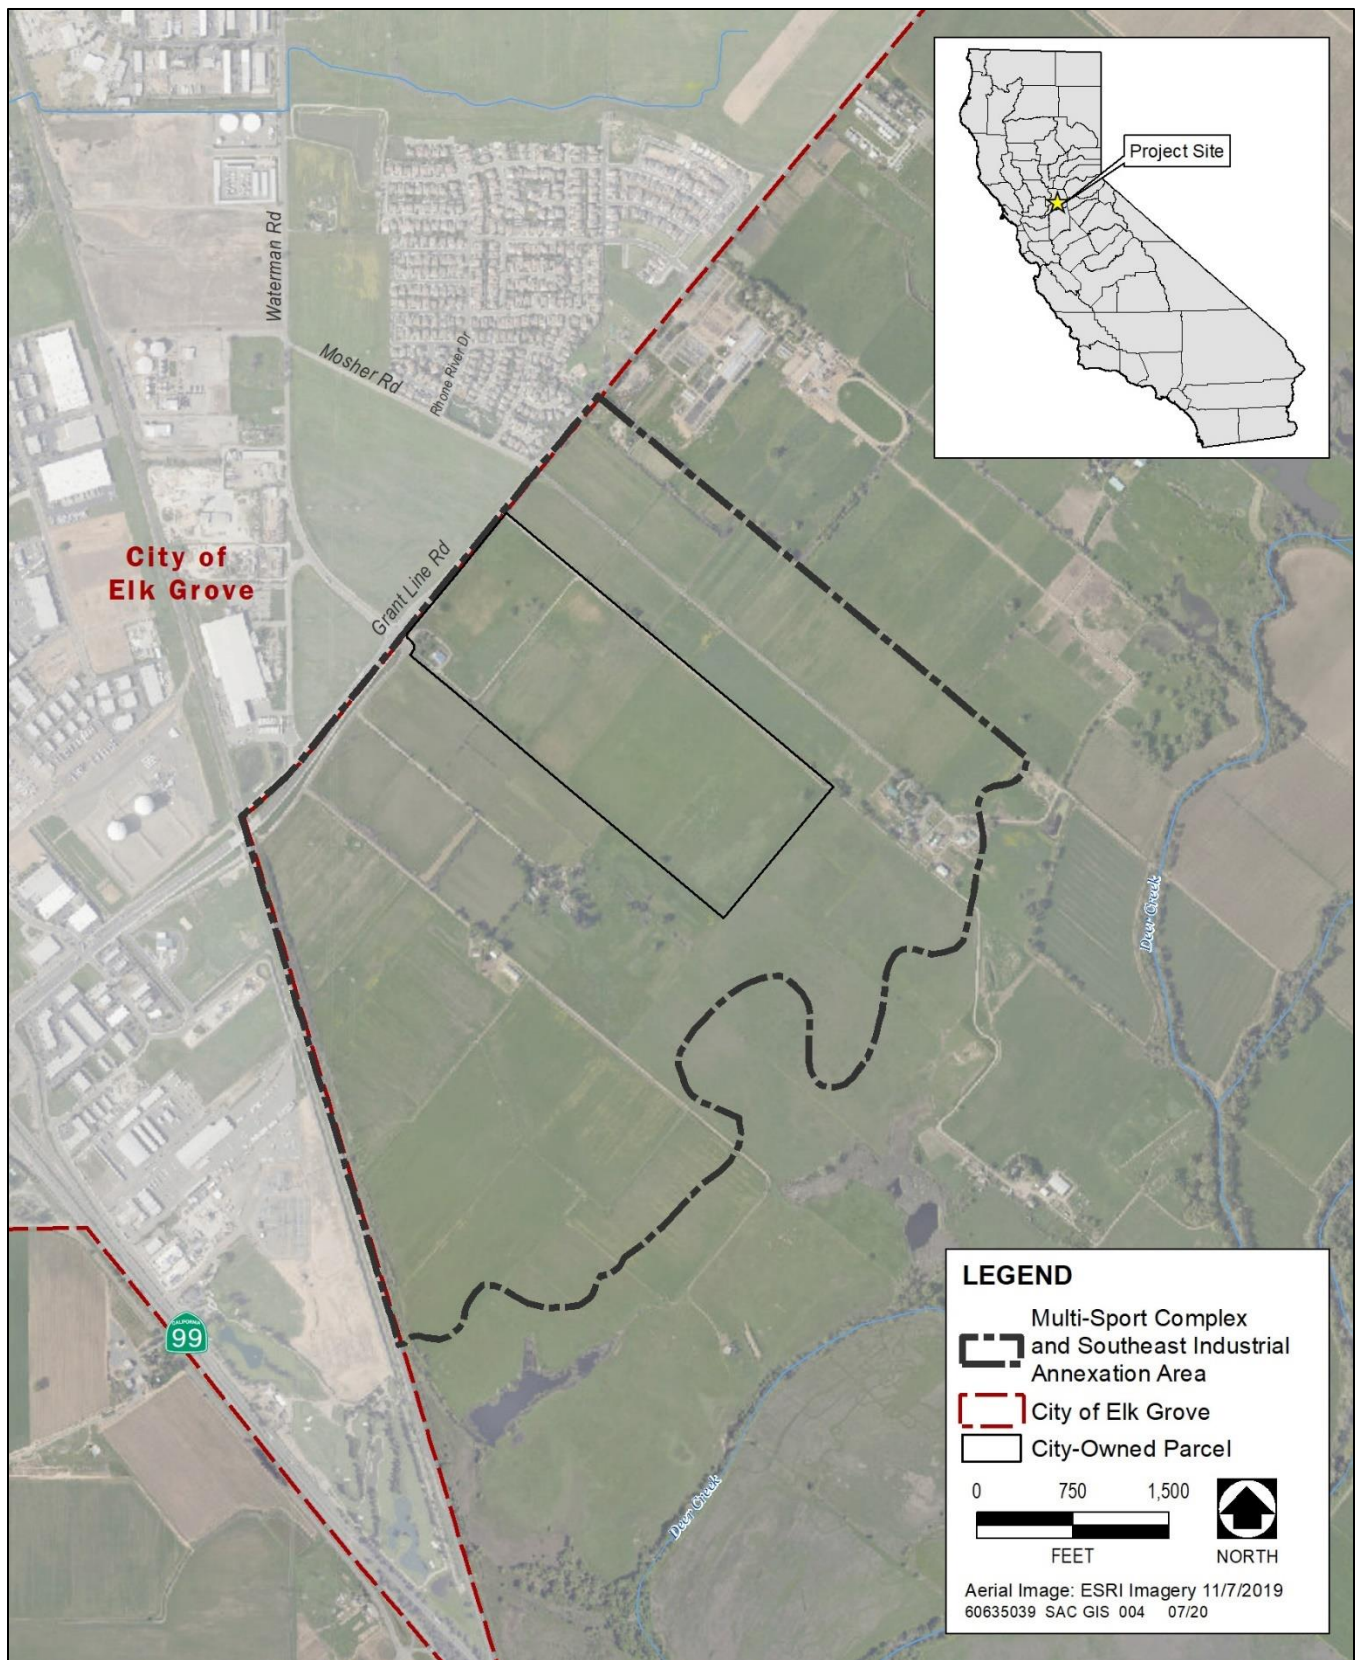 Project Site
Waterman Rd
Mosher Rd
Rhone River Dr
City of
Elk Grove
Grant Line Rd
Deer Creek
CALIFORNIA
99
Deer Creek
LEGEND
Multi-Sport Complex
and Southeast Industrial
Annexation Area
City of Elk Grove
City-Owned Parcel
0 750 1,500
FEET
NORTH
Aerial Image: ESRI Imagery 11/7/2019
60635039 SAC GIS 004 07/20